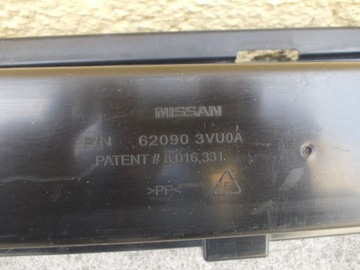 NISSAN
P/N 62090 3VU0A
PATENT # 8,016,331
>PP<